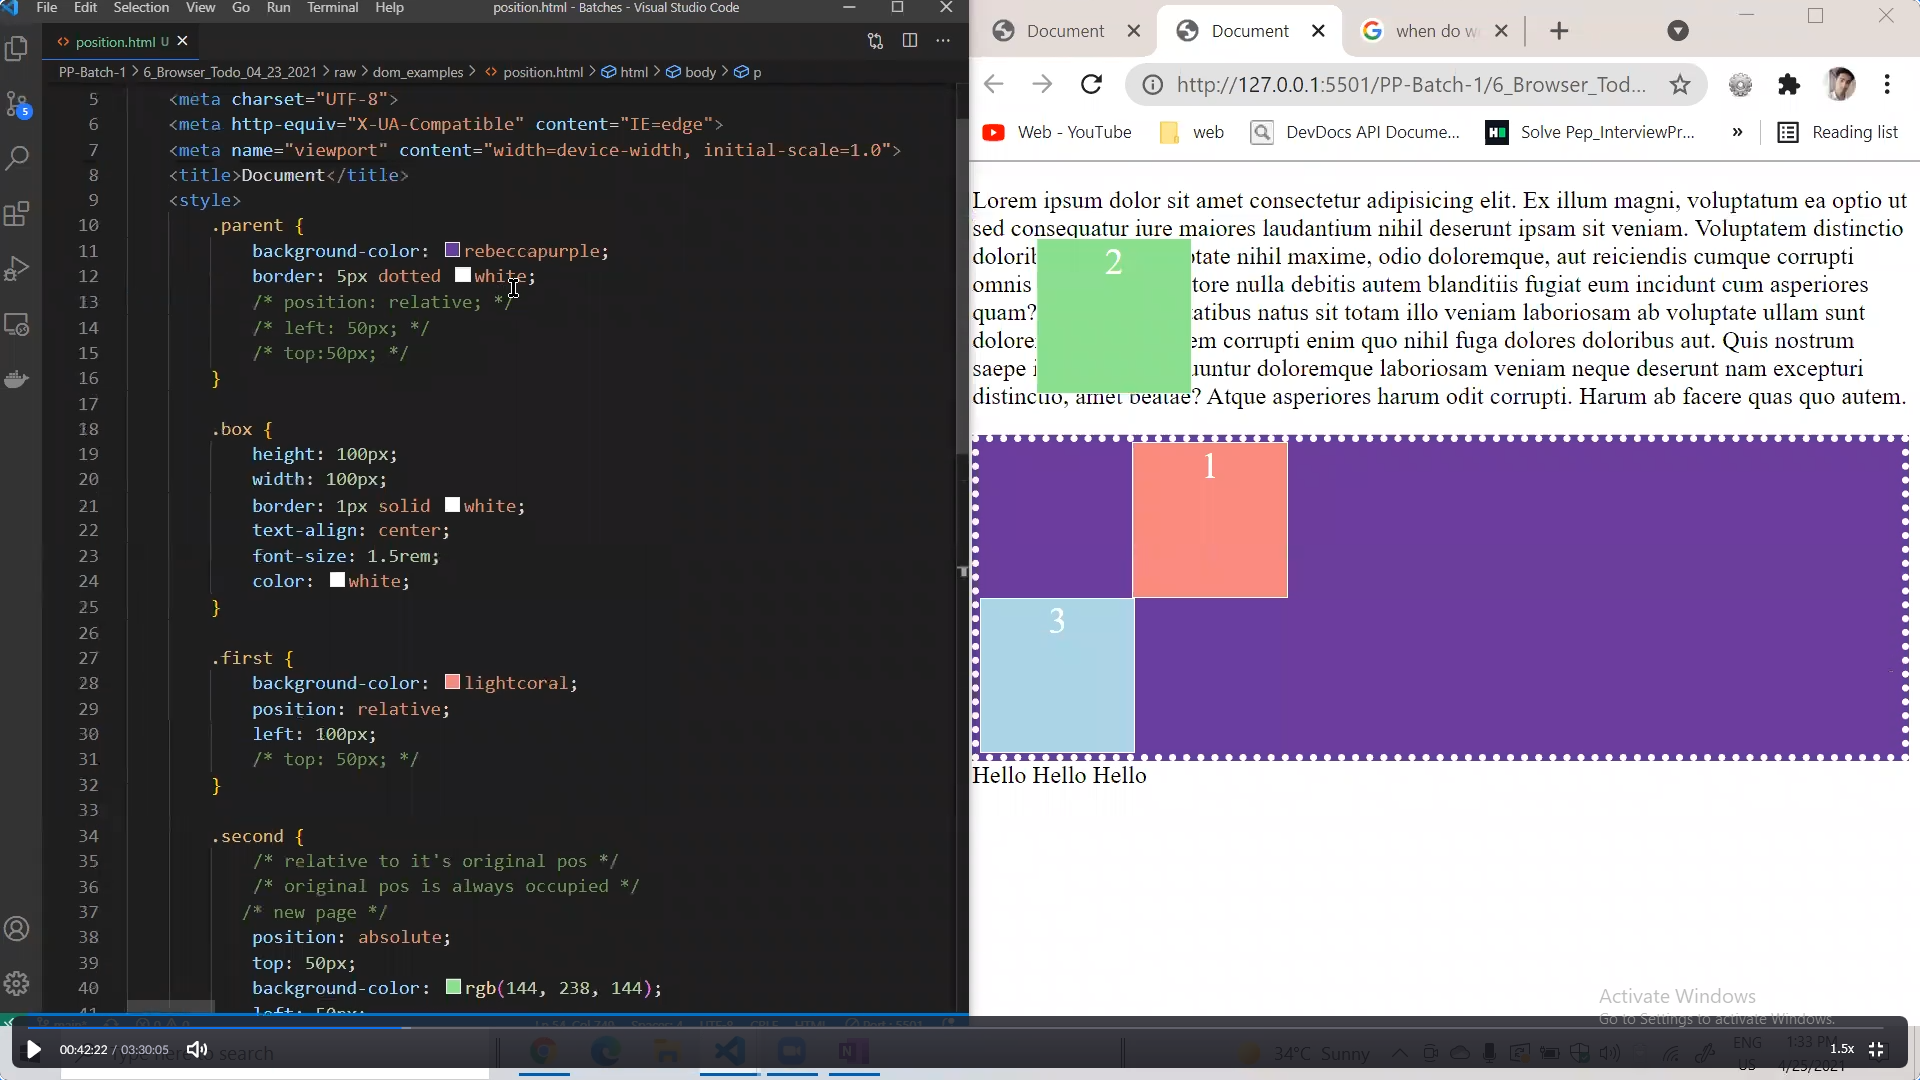 File Edit Selection View Go Run Terminal Help position.html - Batches - Visual Studio Code
position.html U
PP-Batch-1 > 6_Browser_Todo_04_23_2021 > raw > dom_examples > position.html > html > body > p
5 <meta charset="UTF-8">
6 <meta http-equiv="X-UA-Compatible" content="IE=edge">
7 <meta name="viewport" content="width=device-width, initial-scale=1.0">
8 <title>Document</title>
9 <style>
10 .parent {
11 background-color: rebeccapurple;
12 border: 5px dotted white;
13 /* position: relative; */
14 /* left: 50px; */
15 /* top:50px; */
16 }
17
18 .box {
19 height: 100px;
20 width: 100px;
21 border: 1px solid white;
22 text-align: center;
23 font-size: 1.5rem;
24 color: white;
25 }
26
27 .first {
28 background-color: lightcoral;
29 position: relative;
30 left: 100px;
31 /* top: 50px; */
32 }
33
34 .second {
35 /* relative to it's original pos */
36 /* original pos is always occupied */
37 /* new page */
38 position: absolute;
39 top: 50px;
40 background-color: rgb(144, 238, 144);
41 left: 50px;
5
Document Document when do w
http://127.0.0.1:5501/PP-Batch-1/6_Browser_Tod...
Web - YouTube web DevDocs API Docume... Solve Pep_InterviewPr... » Reading list
Lorem ipsum dolor sit amet consectetur adipisicing elit. Ex illum magni, voluptatum ea optio ut
sed consequatur iure maiores laudantium nihil deserunt ipsam sit veniam. Voluptatem distinctio
dolorib tate nihil maxime, odio doloremque, aut reiciendis cumque corrupti
omnis tore nulla debitis autem blanditiis fugiat eum incidunt cum asperiores
quam? tatibus natus sit totam illo veniam laboriosam ab voluptate ullam sunt
dolore em corrupti enim quo nihil fuga dolores doloribus aut. Quis nostrum
saepe i untur doloremque laboriosam veniam neque deserunt nam excepturi
distinctio, amet beatae? Atque asperiores harum odit corrupti. Harum ab facere quas quo autem.
2
1
3
Hello Hello Hello
Activate Windows
Go to Settings to activate Windows.
00:42:22 / 03:30:05
here to search
34°C Sunny
ENG
US
1:33 PM
4/25/2021
1.5x